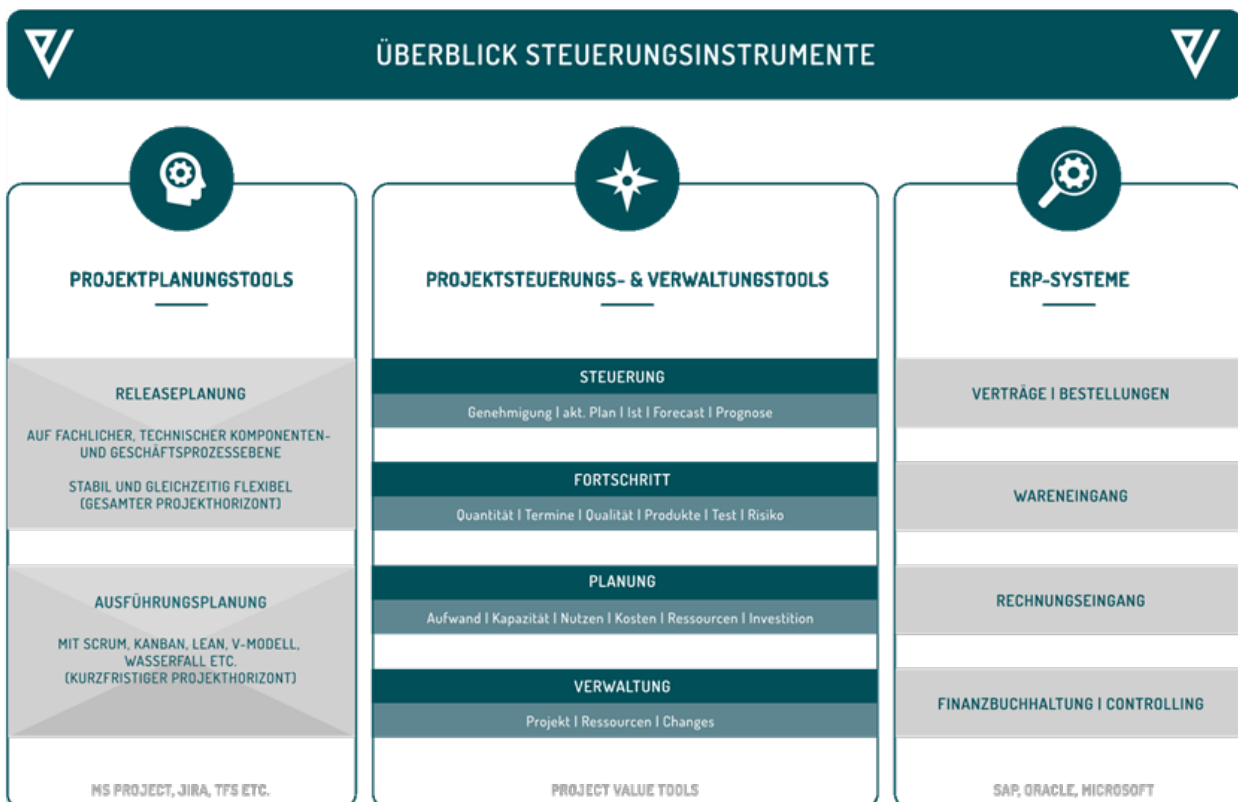 ÜBERBLICK STEUERUNGSINSTRUMENTE
PROJEKTPLANUNGSTOOLS
RELEASEPLANUNG
AUF FACHLICHER, TECHNISCHER KOMPONENTEN-
UND GESCHÄFTSPROZESSEBENE
STABIL UND GLEICHZEITIG FLEXIBEL
(GESAMTER PROJEKTHORIZONT)
AUSFÜHRUNGSPLANUNG
MIT SCRUM, KANBAN, LEAN, V-MODELL,
WASSERFALL ETC.
(KURZFRISTIGER PROJEKTHORIZONT)
MS PROJECT, JIRA, TFS ETC.
PROJEKTSTEUERUNGS- & VERWALTUNGSTOOLS
STEUERUNG
Genehmigung | akt. Plan | Ist | Forecast | Prognose
FORTSCHRITT
Quantität | Termine | Qualität | Produkte | Test | Risiko
PLANUNG
Aufwand | Kapazität | Nutzen | Kosten | Ressourcen | Investition
VERWALTUNG
Projekt | Ressourcen | Changes
PROJECT VALUE TOOLS
ERP-SYSTEME
VERTRÄGE | BESTELLUNGEN
WARENEINGANG
RECHNUNGSEINGANG
FINANZBUCHHALTUNG | CONTROLLING
SAP, ORACLE, MICROSOFT